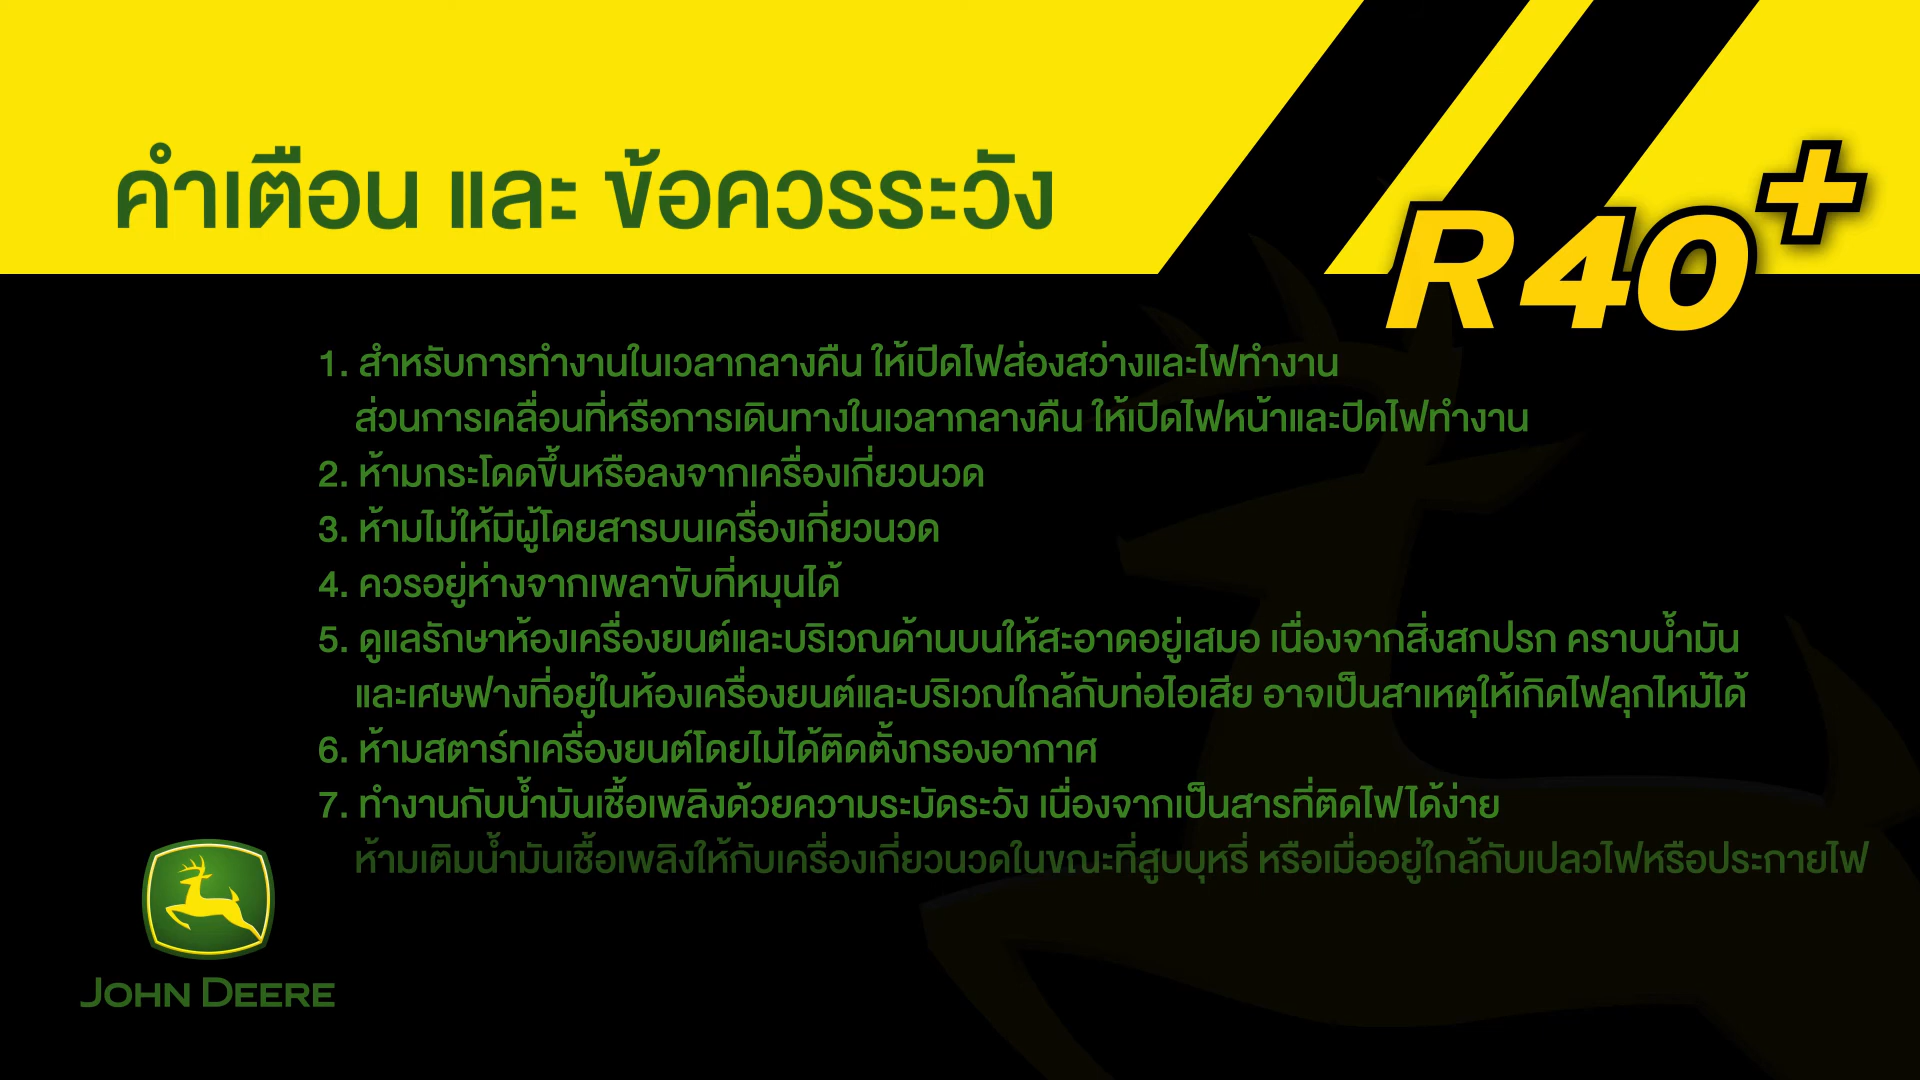 คำเตือน และ ข้อควรระวัง
R40+
1. สำหรับการทำงานในเวลากลางคืน ให้เปิดไฟส่องสว่างและไฟทำงาน
ส่วนการเคลื่อนที่หรือการเดินทางในเวลากลางคืน ให้เปิดไฟหน้าและปิดไฟทำงาน
2. ห้ามกระโดดขึ้นหรือลงจากเครื่องเกี่ยวนวด
3. ห้ามไม่ให้มีผู้โดยสารบนเครื่องเกี่ยวนวด
4. ควรอยู่ห่างจากเพลาขับที่หมุนได้
5. ดูแลรักษาห้องเครื่องยนต์และบริเวณด้านบนให้สะอาดอยู่เสมอ เนื่องจากสิ่งสกปรก คราบน้ำมัน
และเศษฟางที่อยู่ในห้องเครื่องยนต์และบริเวณใกล้กับท่อไอเสีย อาจเป็นสาเหตุให้เกิดไฟลุกไหม้ได้
6. ห้ามสตาร์ทเครื่องยนต์โดยไม่ได้ติดตั้งกรองอากาศ
7. ทำงานกับน้ำมันเชื้อเพลิงด้วยความระมัดระวัง เนื่องจากเป็นสารที่ติดไฟได้ง่าย
ห้ามเติมน้ำมันเชื้อเพลิงให้กับเครื่องเกี่ยวนวดในขณะที่สูบบุหรี่ หรือเมื่ออยู่ใกล้กับเปลวไฟหรือประกายไฟ
JOHN DEERE